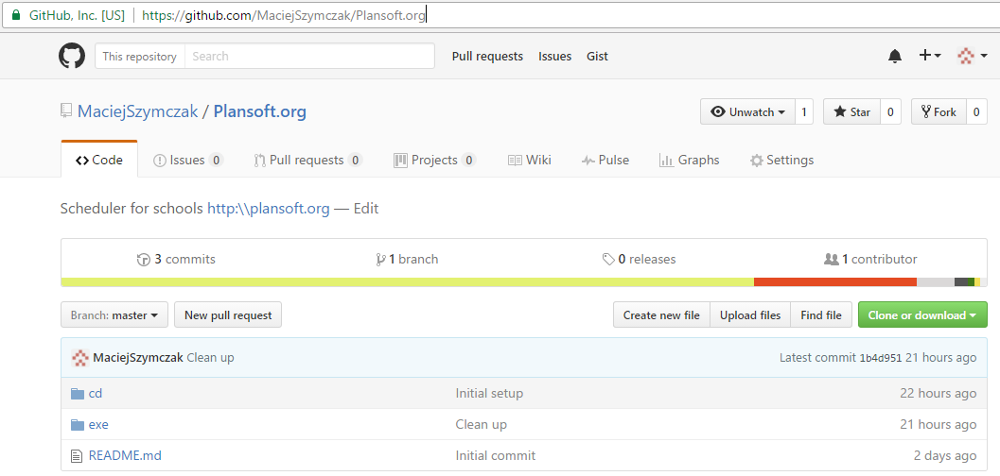 GitHub, Inc. [US] https://github.com/MaciejSzymczak/Plansoft.org
This repository Search Pull requests Issues Gist
MaciejSzymczak / Plansoft.org Unwatch 1 Star 0 Fork 0
Code Issues 0 Pull requests 0 Projects 0 Wiki Pulse Graphs Settings
Scheduler for schools http:\\plansoft.org — Edit
3 commits 1 branch 0 releases 1 contributor
Branch: master New pull request Create new file Upload files Find file Clone or download
MaciejSzymczak Clean up Latest commit 1b4d951 21 hours ago
cd Initial setup 22 hours ago
exe Clean up 21 hours ago
README.md Initial commit 2 days ago